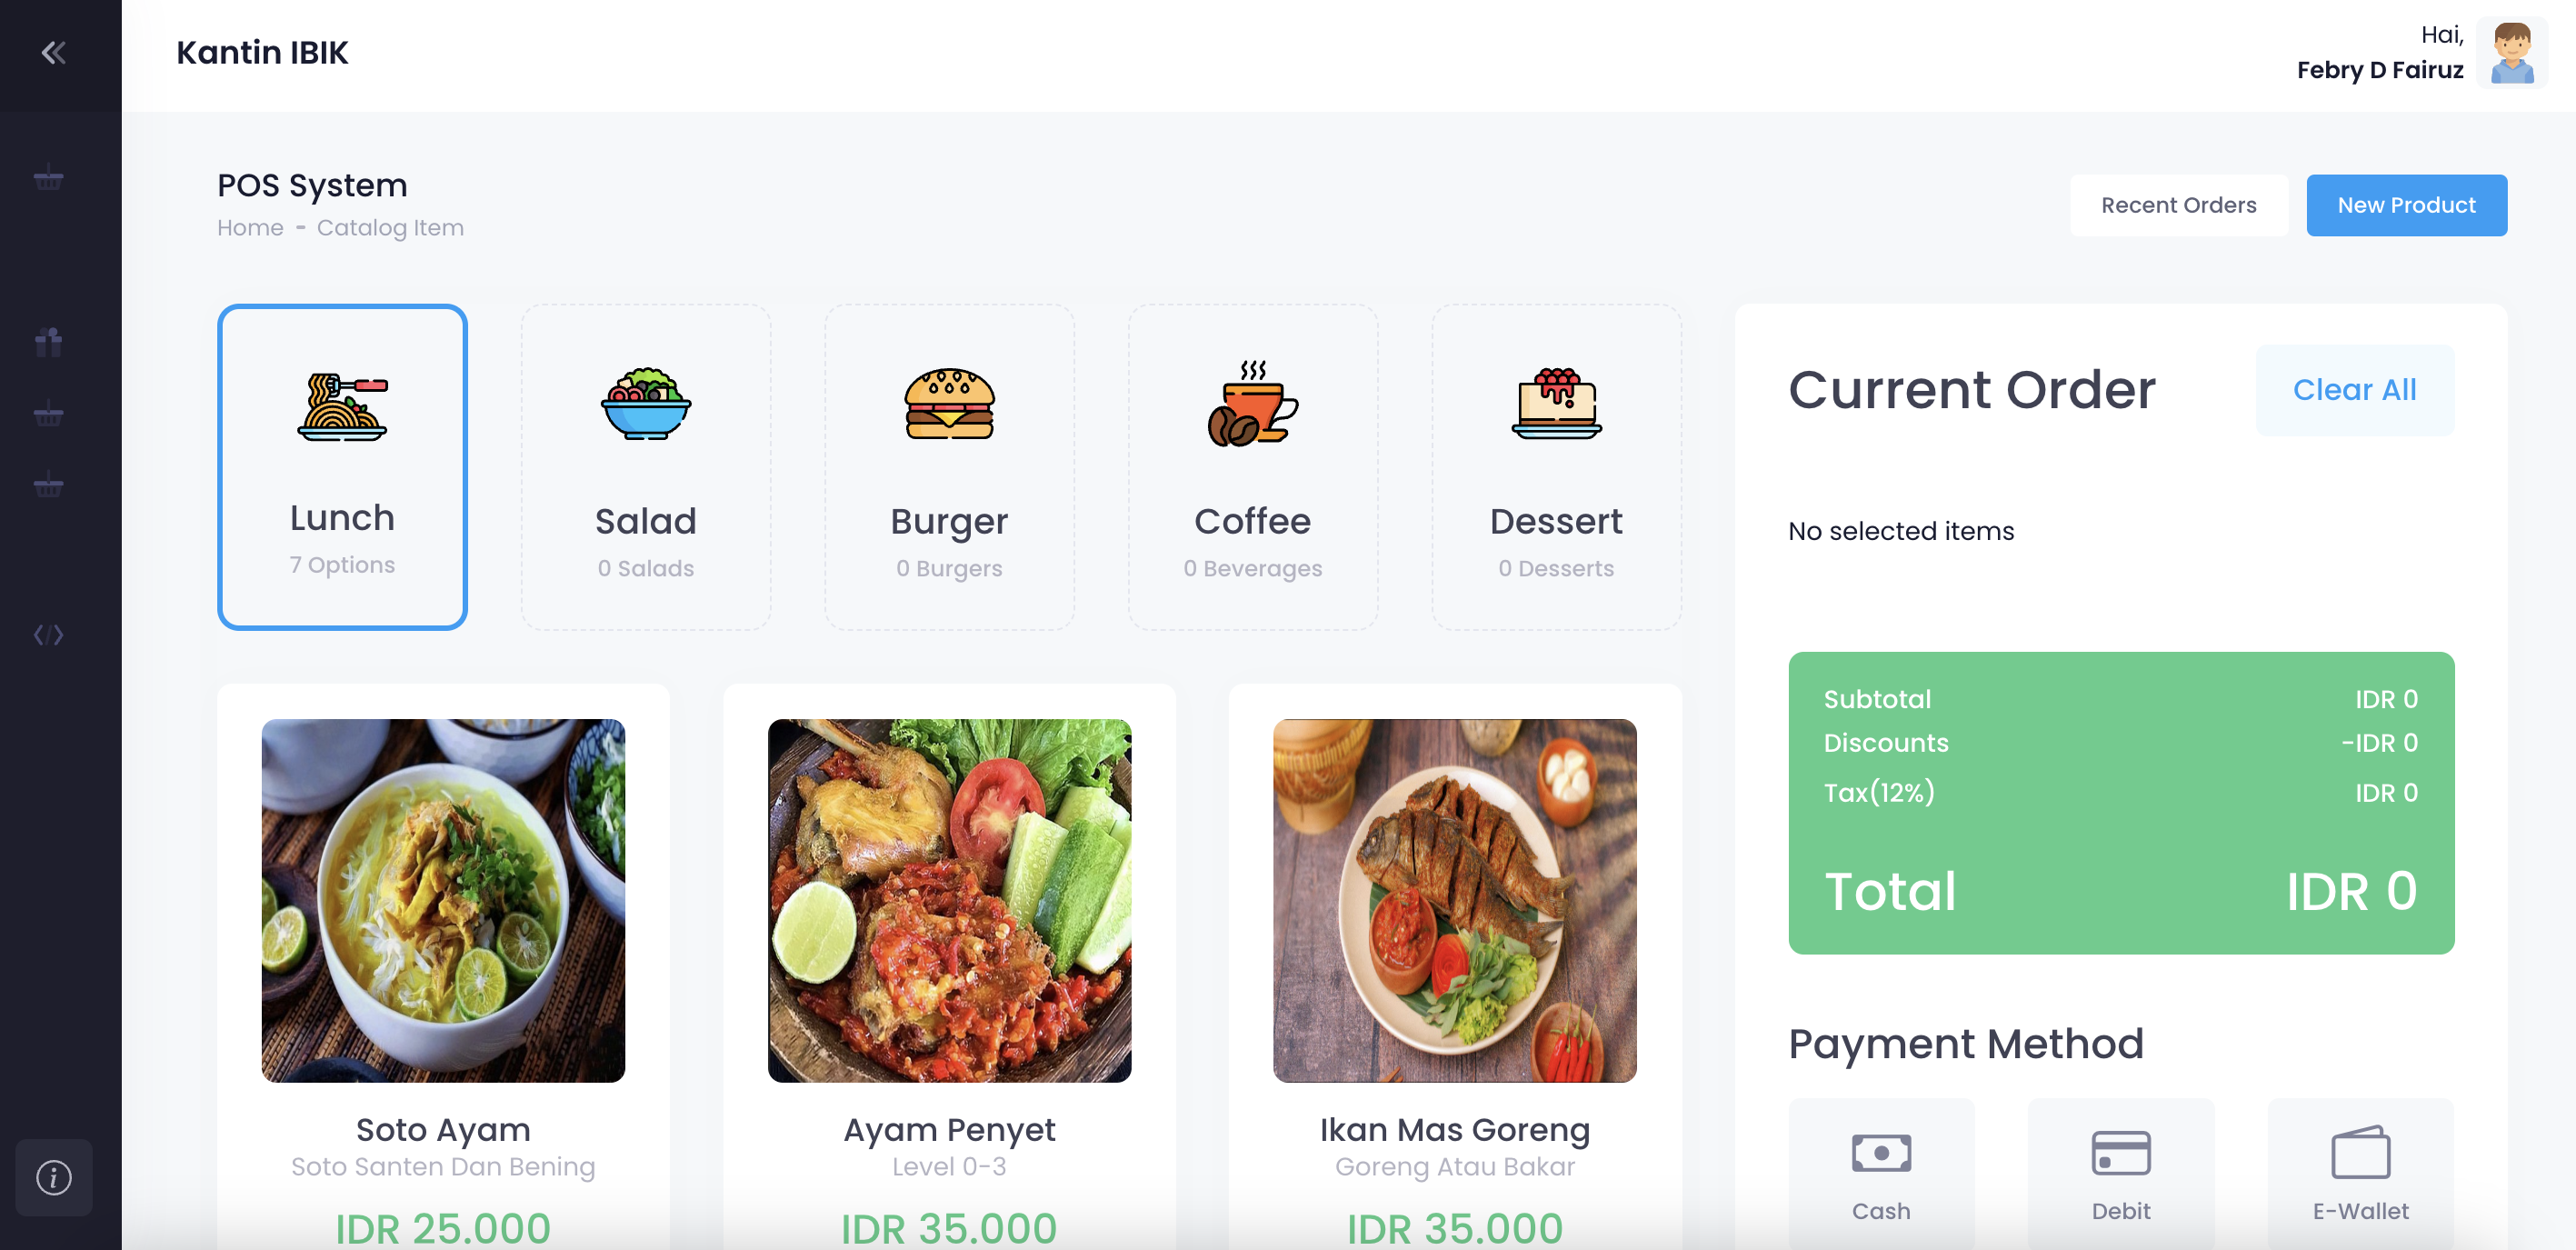 Kantin IBIK
Hai,
Febry D Fairuz
POS System
Home - Catalog Item
Recent Orders
New Product
Lunch
7 Options
Salad
0 Salads
Burger
0 Burgers
Coffee
0 Beverages
Dessert
0 Desserts
Soto Ayam
Soto Santen Dan Bening
IDR 25.000
Ayam Penyet
Level 0-3
IDR 35.000
Ikan Mas Goreng
Goreng Atau Bakar
IDR 35.000
Current Order
Clear All
No selected items
Subtotal IDR 0
Discounts -IDR 0
Tax(12%) IDR 0
Total IDR 0
Payment Method
Cash
Debit
E-Wallet